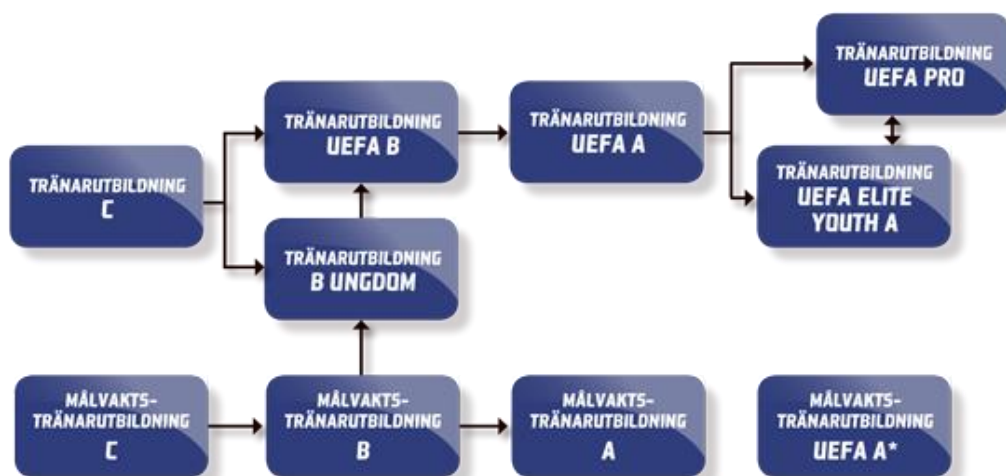 TRÄNARUTBILDNING
UEFA PRO
TRÄNARUTBILDNING
UEFA B
TRÄNARUTBILDNING
UEFA A
TRÄNARUTBILDNING
C
TRÄNARUTBILDNING
UEFA ELITE
YOUTH A
TRÄNARUTBILDNING
B UNGDOM
MÅLVAKTS-
TRÄNARUTBILDNING
C
MÅLVAKTS-
TRÄNARUTBILDNING
B
MÅLVAKTS-
TRÄNARUTBILDNING
A
MÅLVAKTS-
TRÄNARUTBILDNING
UEFA A*